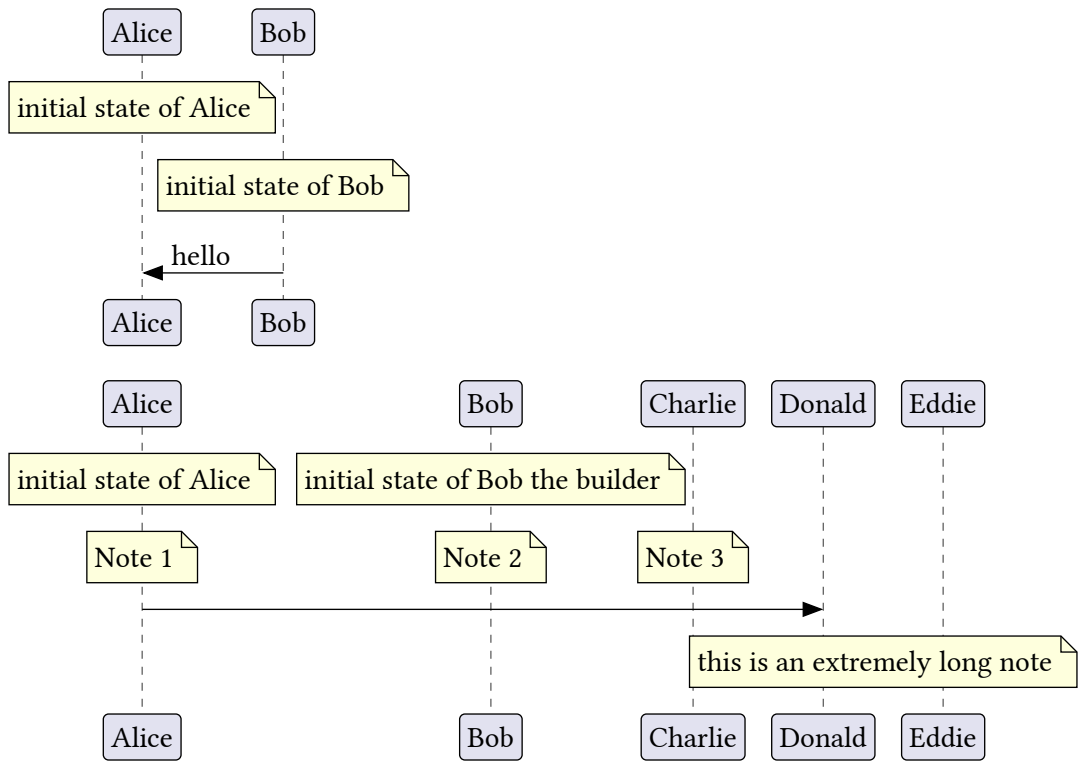 Alice Bob
initial state of Alice
initial state of Bob
hello
Alice Bob
Alice Bob Charlie Donald Eddie
initial state of Alice initial state of Bob the builder
Note 1 Note 2 Note 3
this is an extremely long note
Alice Bob Charlie Donald Eddie